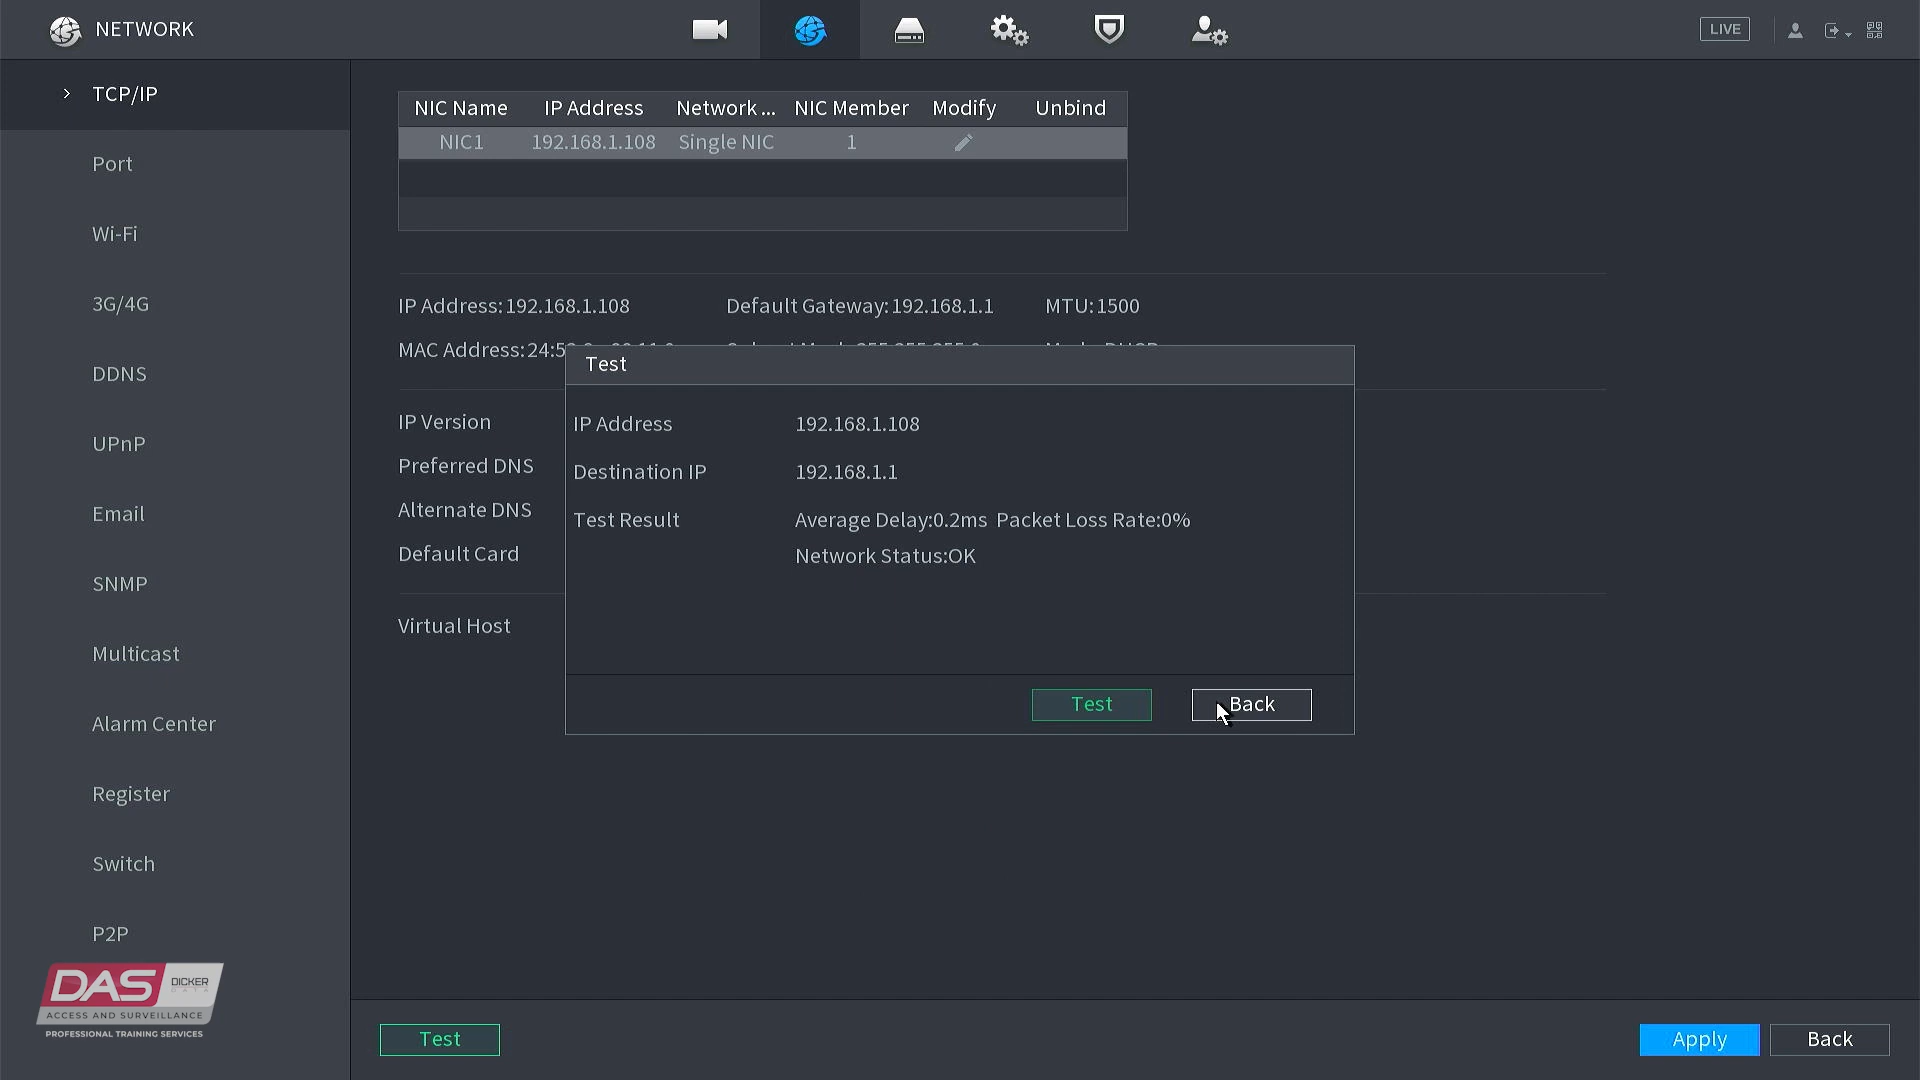 NETWORK
LIVE
TCP/IP
Port
Wi-Fi
3G/4G
DDNS
UPnP
Email
SNMP
Multicast
Alarm Center
Register
Switch
P2P
NIC Name IP Address Network ... NIC Member Modify Unbind
NIC1 192.168.1.108 Single NIC 1
IP Address:192.168.1.108 Default Gateway:192.168.1.1 MTU:1500
MAC Address:24:5
IP Version
Preferred DNS
Alternate DNS
Default Card
Virtual Host
Test
IP Address 192.168.1.108
Destination IP 192.168.1.1
Test Result Average Delay:0.2ms Packet Loss Rate:0%
Network Status:OK
Test Back
DAS DICKER
DATA
ACCESS AND SURVEILLANCE
PROFESSIONAL TRAINING SERVICES
Test Apply Back